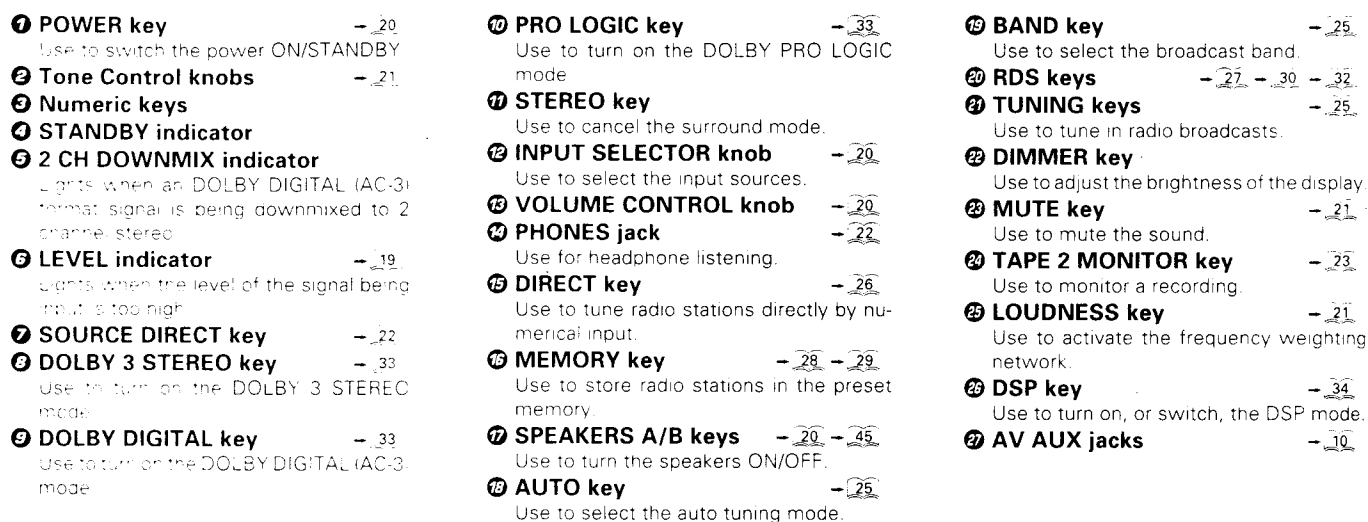 ❶ POWER key → 20
Use to switch the power ON/STANDBY
❷ Tone Control knobs → 21
❸ Numeric keys
❹ STANDBY indicator
❺ 2 CH DOWNMIX indicator
Lights when an DOLBY DIGITAL (AC-3)
format signal is being downmixed to 2
channel stereo
❻ LEVEL indicator → 19
Lights when the level of the signal being
input is too high
❼ SOURCE DIRECT key → 22
❽ DOLBY 3 STEREO key → 33
Use to turn on the DOLBY 3 STEREO
mode
❾ DOLBY DIGITAL key → 33
Use to turn on the DOLBY DIGITAL (AC-3)
mode
❿ PRO LOGIC key → 33
Use to turn on the DOLBY PRO LOGIC
mode
⓫ STEREO key
Use to cancel the surround mode.
⓬ INPUT SELECTOR knob → 20
Use to select the input sources.
⓭ VOLUME CONTROL knob → 20
⓮ PHONES jack → 22
Use for headphone listening.
⓯ DIRECT key → 26
Use to tune radio stations directly by nu-
merical input.
⓰ MEMORY key → 28 → 29
Use to store radio stations in the preset
memory.
⓱ SPEAKERS A/B keys → 20 → 45
Use to turn the speakers ON/OFF.
⓲ AUTO key → 25
Use to select the auto tuning mode.
⓳ BAND key → 25
Use to select the broadcast band.
⓴ RDS keys → 27 → 30 → 32
㉑ TUNING keys → 25
Use to tune in radio broadcasts.
㉒ DIMMER key
Use to adjust the brightness of the display.
㉓ MUTE key → 21
Use to mute the sound.
㉔ TAPE 2 MONITOR key → 23
Use to monitor a recording.
㉕ LOUDNESS key → 21
Use to activate the frequency weighting
network.
㉖ DSP key → 34
Use to turn on, or switch, the DSP mode.
㉗ AV AUX jacks → 10